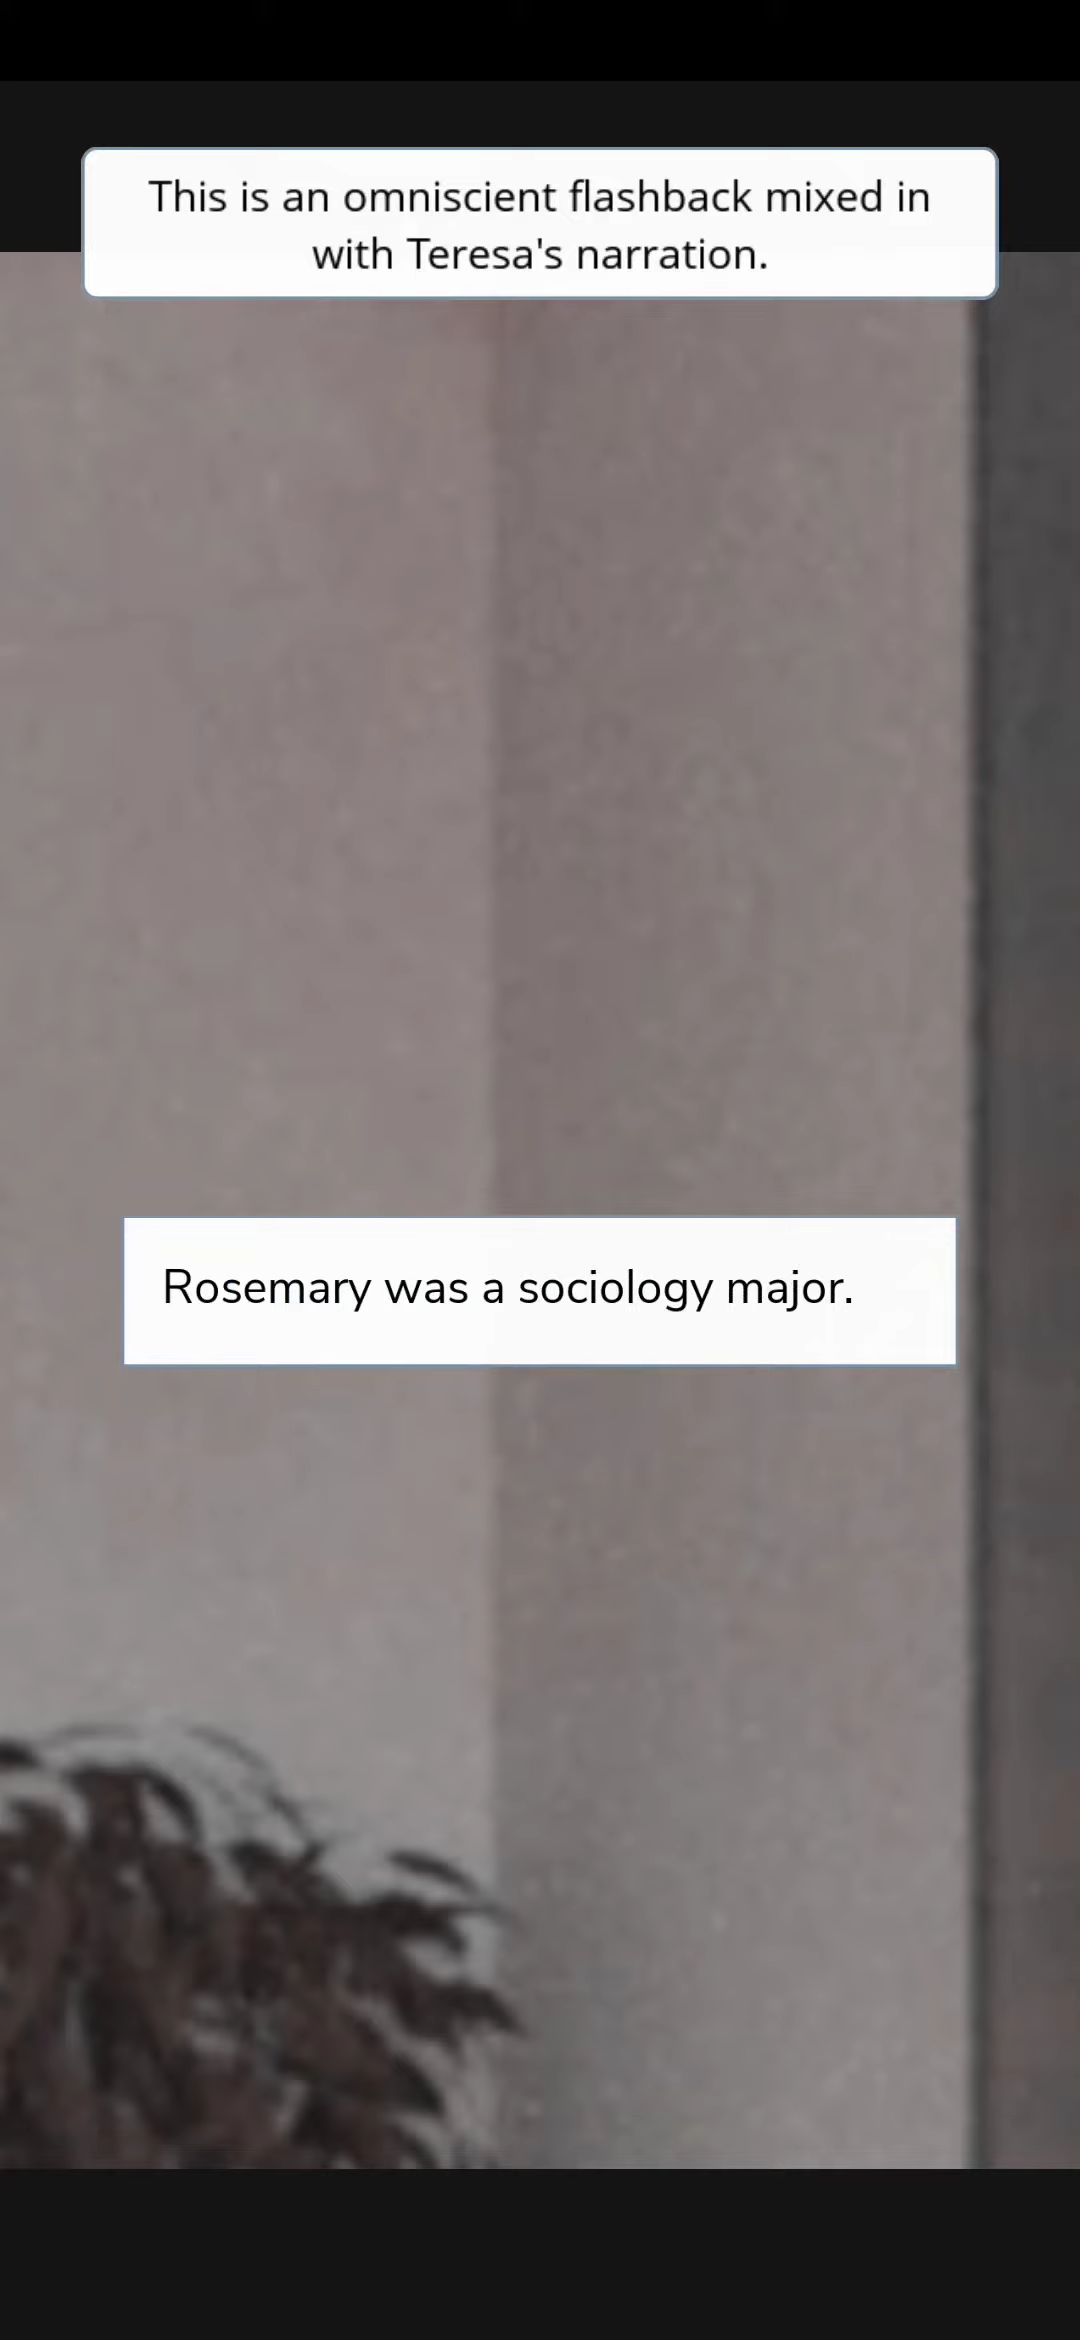 This is an omniscient flashback mixed in
with Teresa's narration.
Rosemary was a sociology major.